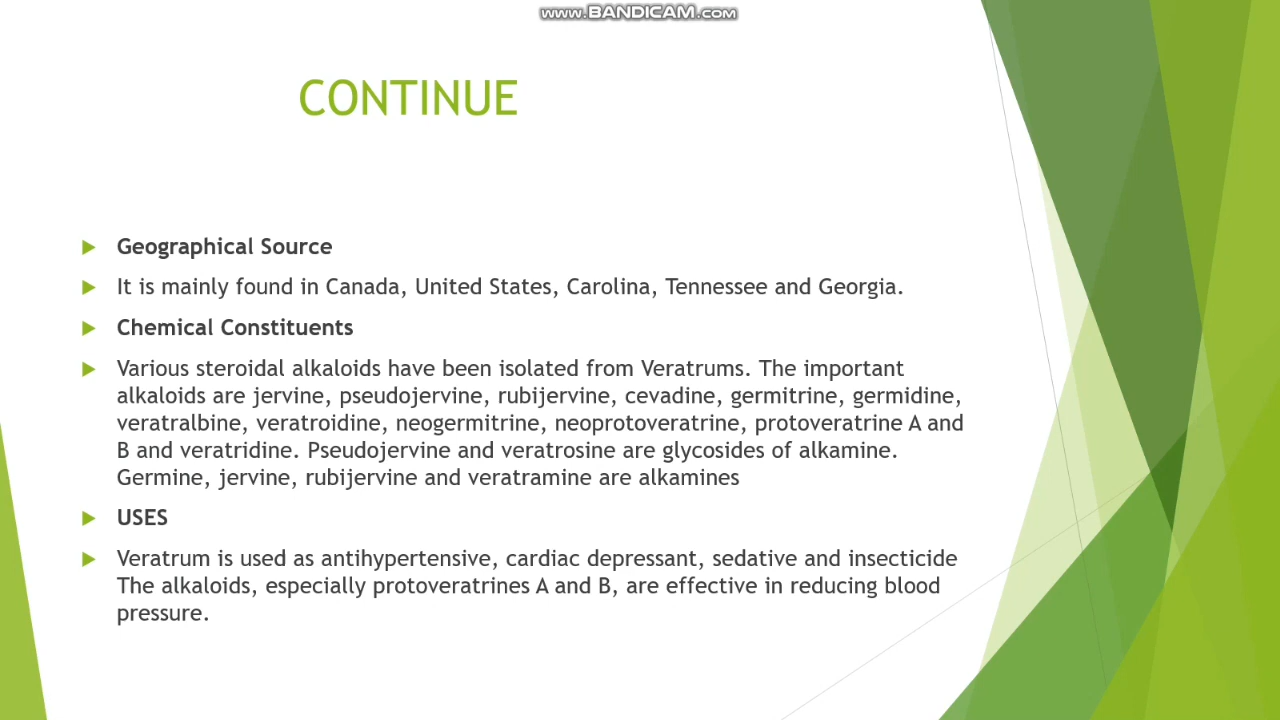 www.BANDICAM.com
CONTINUE
Geographical Source
It is mainly found in Canada, United States, Carolina, Tennessee and Georgia.
Chemical Constituents
Various steroidal alkaloids have been isolated from Veratrums. The important
alkaloids are jervine, pseudojervine, rubijervine, cevadine, germitrine, germidine,
veratralbine, veratroidine, neogermitrine, neoprotoveratrine, protoveratrine A and
B and veratridine. Pseudojervine and veratrosine are glycosides of alkamine.
Germine, jervine, rubijervine and veratramine are alkamines
USES
Veratrum is used as antihypertensive, cardiac depressant, sedative and insecticide
The alkaloids, especially protoveratrines A and B, are effective in reducing blood
pressure.